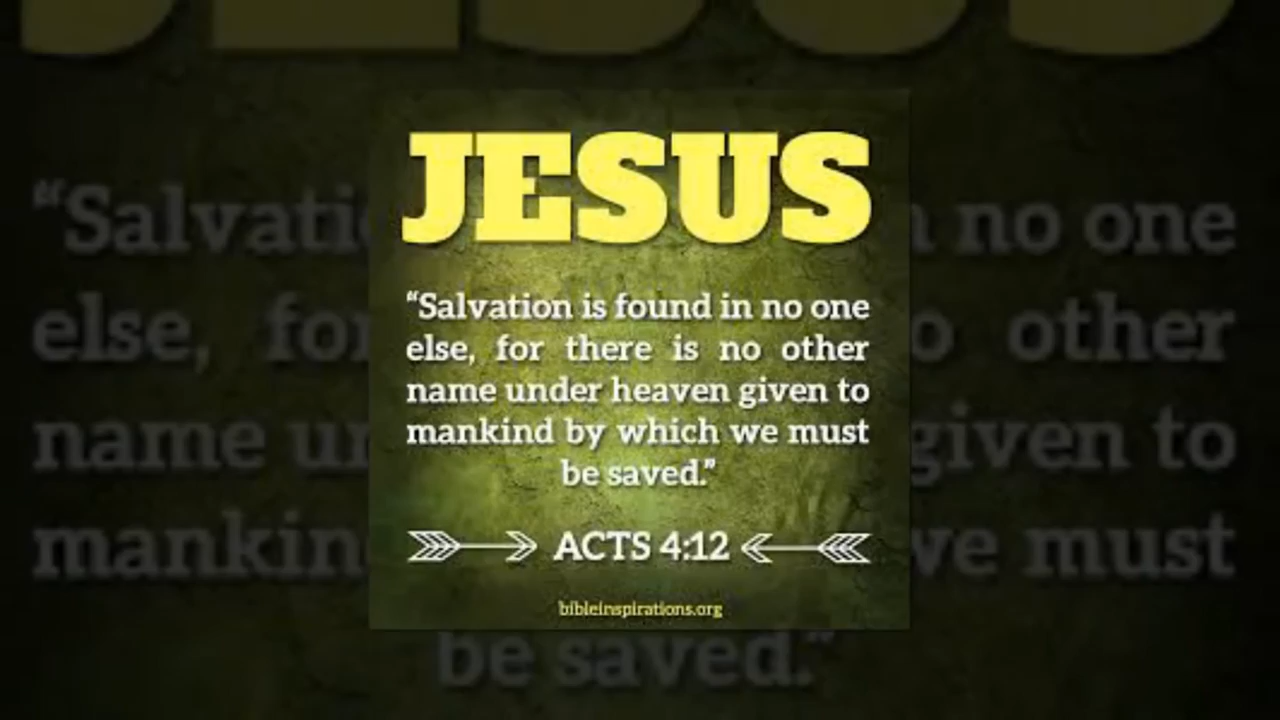 JESUS
“Salvation is found in no one
else, for there is no other
name under heaven given to
mankind by which we must
be saved.”
ACTS 4:12
bibleinspirations.org